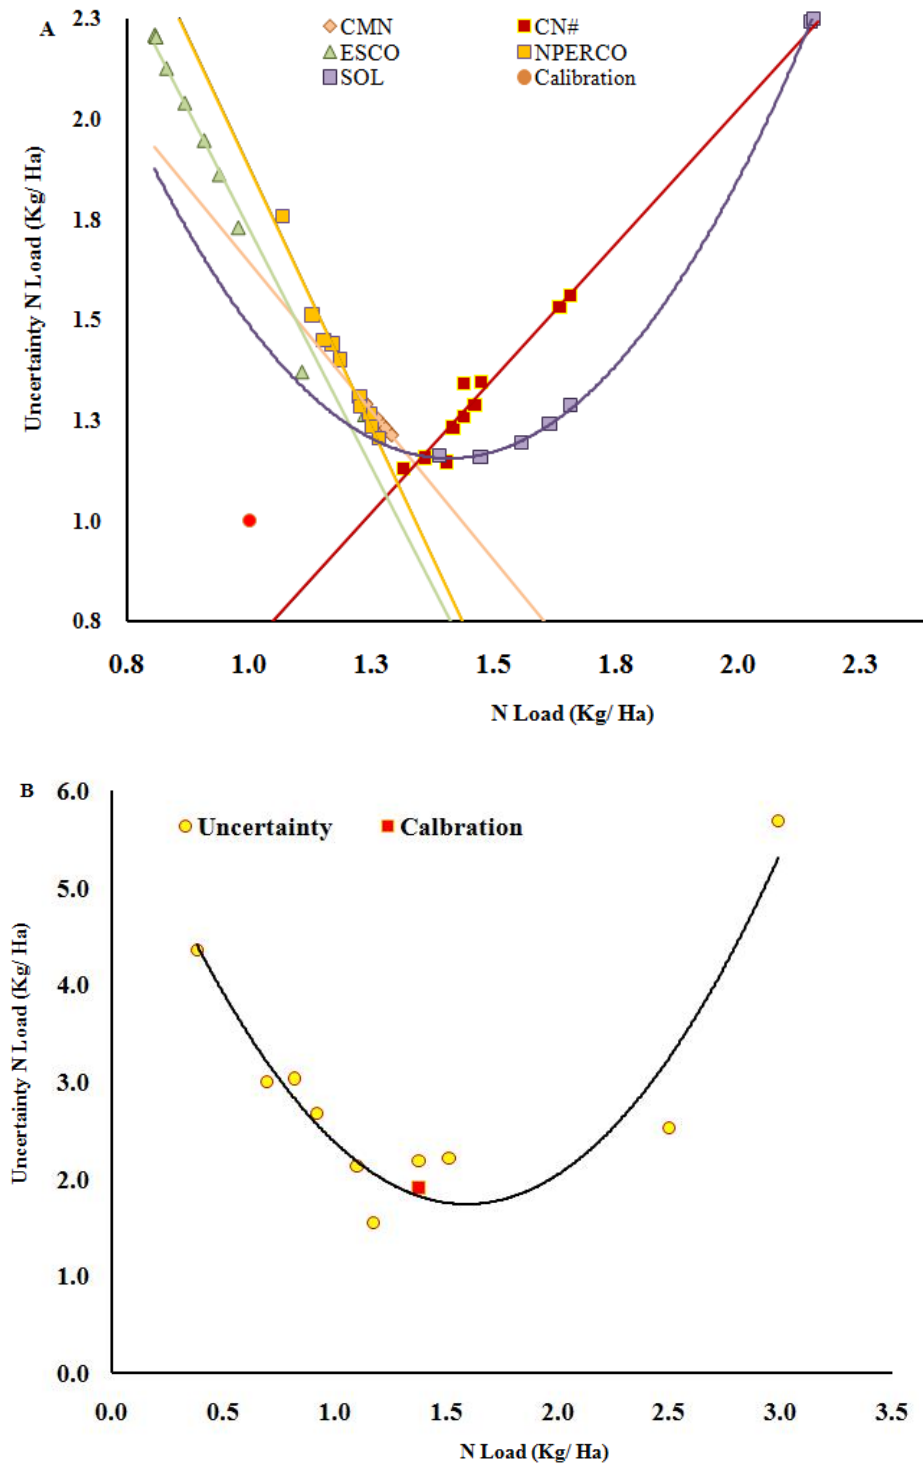 A
CMN CN#
ESCO NPERCO
SOL Calibration
Uncertainty N Load (Kg/ Ha)
2.3
2.0
1.8
1.5
1.3
1.0
0.8
0.8 1.0 1.3 1.5 1.8 2.0 2.3
N Load (Kg/ Ha)
B
Uncertainty Calbration
Uncertainty N Load (Kg/ Ha)
6.0
5.0
4.0
3.0
2.0
1.0
0.0
0.0 0.5 1.0 1.5 2.0 2.5 3.0 3.5
N Load (Kg/ Ha)